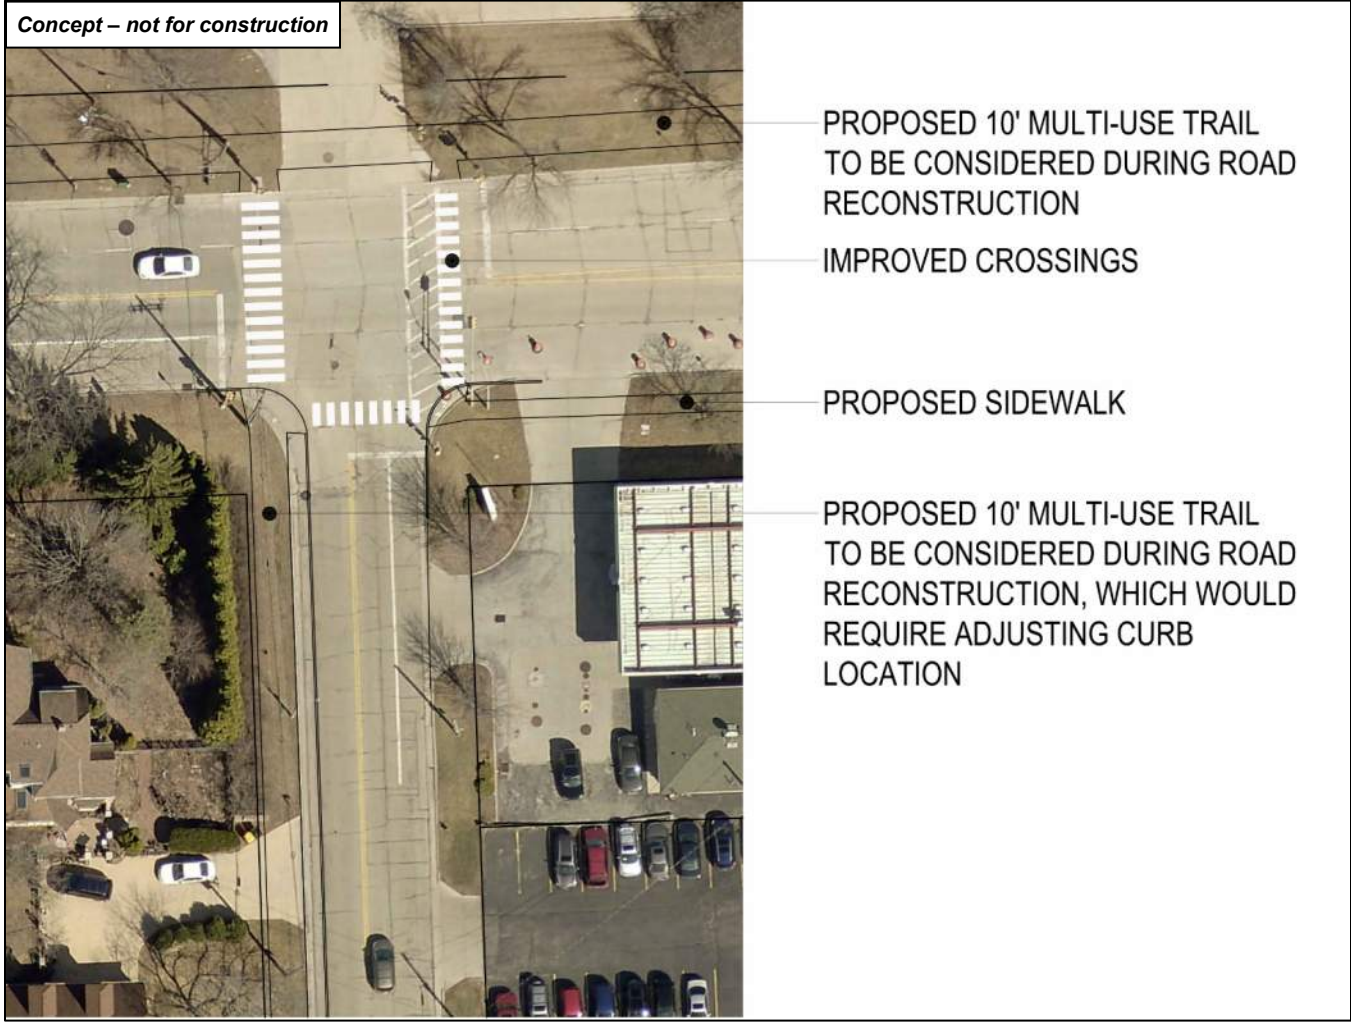 Concept – not for construction
PROPOSED 10' MULTI-USE TRAIL
TO BE CONSIDERED DURING ROAD
RECONSTRUCTION
IMPROVED CROSSINGS
PROPOSED SIDEWALK
PROPOSED 10' MULTI-USE TRAIL
TO BE CONSIDERED DURING ROAD
RECONSTRUCTION, WHICH WOULD
REQUIRE ADJUSTING CURB
LOCATION